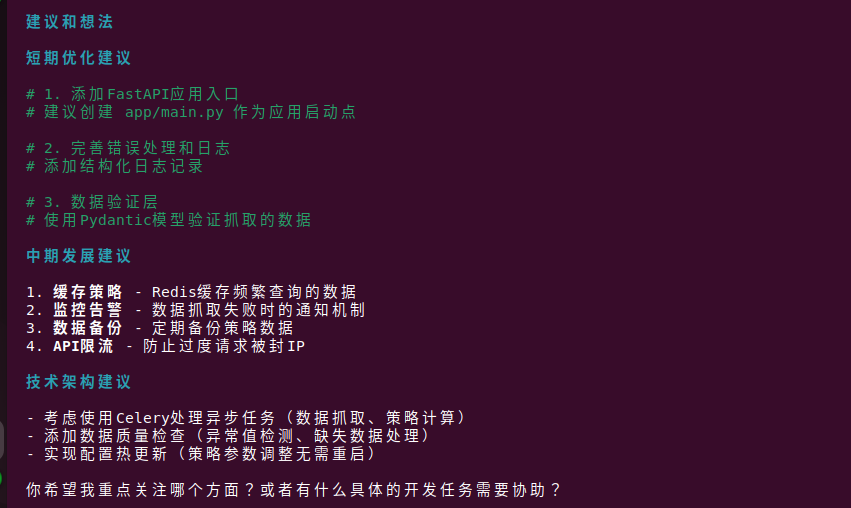 建议和想法
短期优化建议
# 1. 添加FastAPI应用入口
# 建议创建 app/main.py 作为应用启动点
# 2. 完善错误处理和日志
# 添加结构化日志记录
# 3. 数据验证层
# 使用Pydantic模型验证抓取的数据
中期发展建议
1. 缓存策略 - Redis缓存频繁查询的数据
2. 监控告警 - 数据抓取失败时的通知机制
3. 数据备份 - 定期备份策略数据
4. API限流 - 防止过度请求被封IP
技术架构建议
- 考虑使用Celery处理异步任务（数据抓取、策略计算）
- 添加数据质量检查（异常值检测、缺失数据处理）
- 实现配置热更新（策略参数调整无需重启）
你希望我重点关注哪个方面？或者有什么具体的开发任务需要协助？